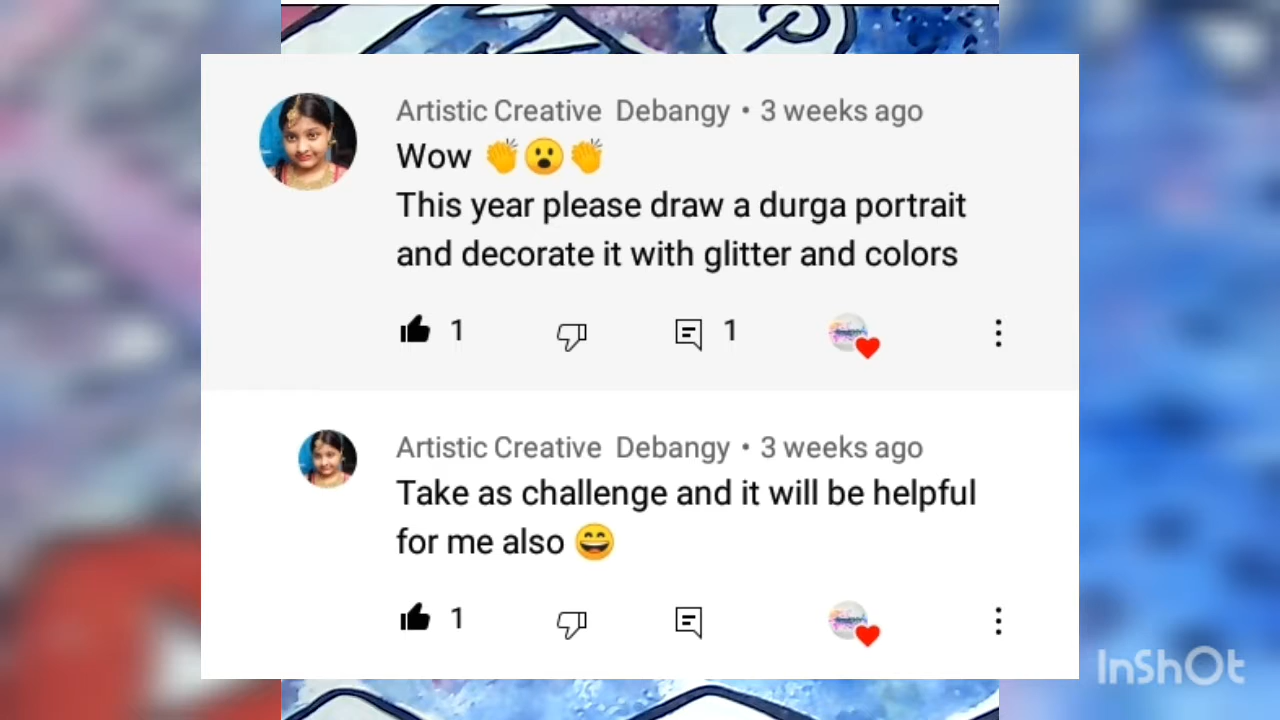 Artistic Creative Debangy • 3 weeks ago
Wow 👏😮👏
This year please draw a durga portrait
and decorate it with glitter and colors
1 1
Artistic Creative Debangy • 3 weeks ago
Take as challenge and it will be helpful
for me also 😄
1
InShOt